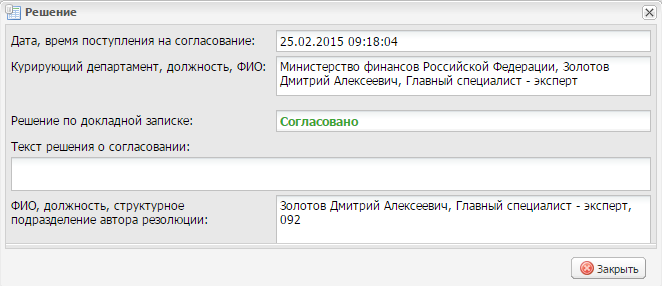 Решение
Дата, время поступления на согласование:
25.02.2015 09:18:04
Курирующий департамент, должность, ФИО:
Министерство финансов Российской Федерации, Золотов
Дмитрий Алексеевич, Главный специалист - эксперт
Решение по докладной записке:
Согласовано
Текст решения о согласовании:
ФИО, должность, структурное
подразделение автора резолюции:
Золотов Дмитрий Алексеевич, Главный специалист - эксперт,
092
Закрыть